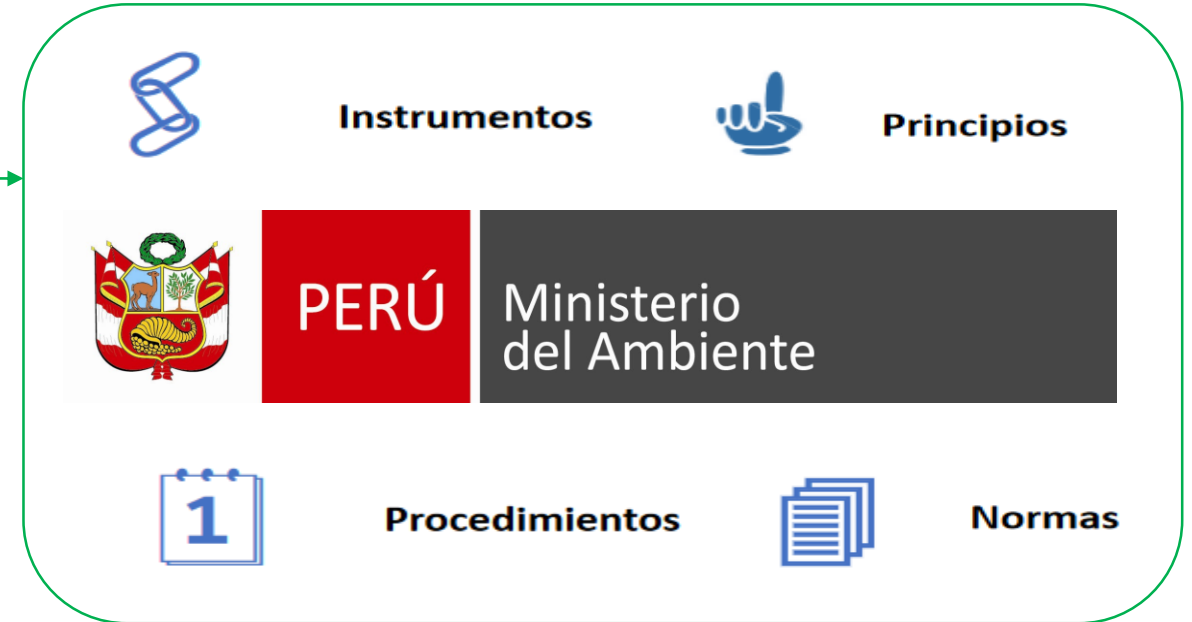 Instrumentos
Principios
PERÚ
Ministerio
del Ambiente
1
Procedimientos
Normas